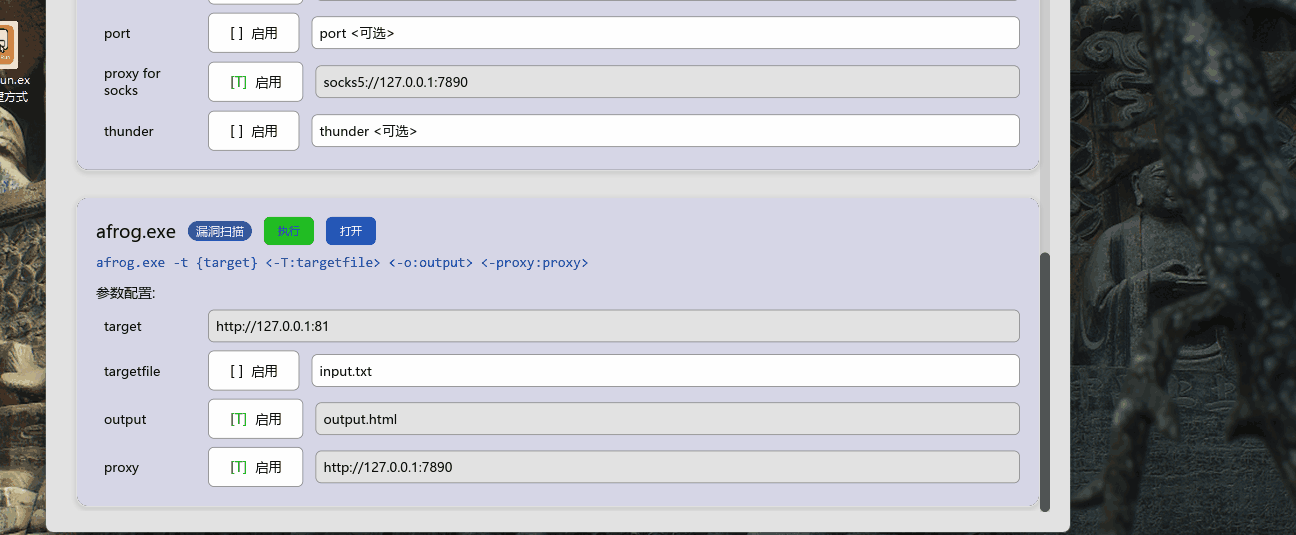 un.ex
方式
port
[ ] 启用
port <可选>
proxy for
socks
[T] 启用
socks5://127.0.0.1:7890
thunder
[ ] 启用
thunder <可选>
afrog.exe
漏洞扫描
执行
打开
afrog.exe -t {target} <-T:targetfile> <-o:output> <-proxy:proxy>
参数配置:
target
http://127.0.0.1:81
targetfile
[ ] 启用
input.txt
output
[T] 启用
output.html
proxy
[T] 启用
http://127.0.0.1:7890